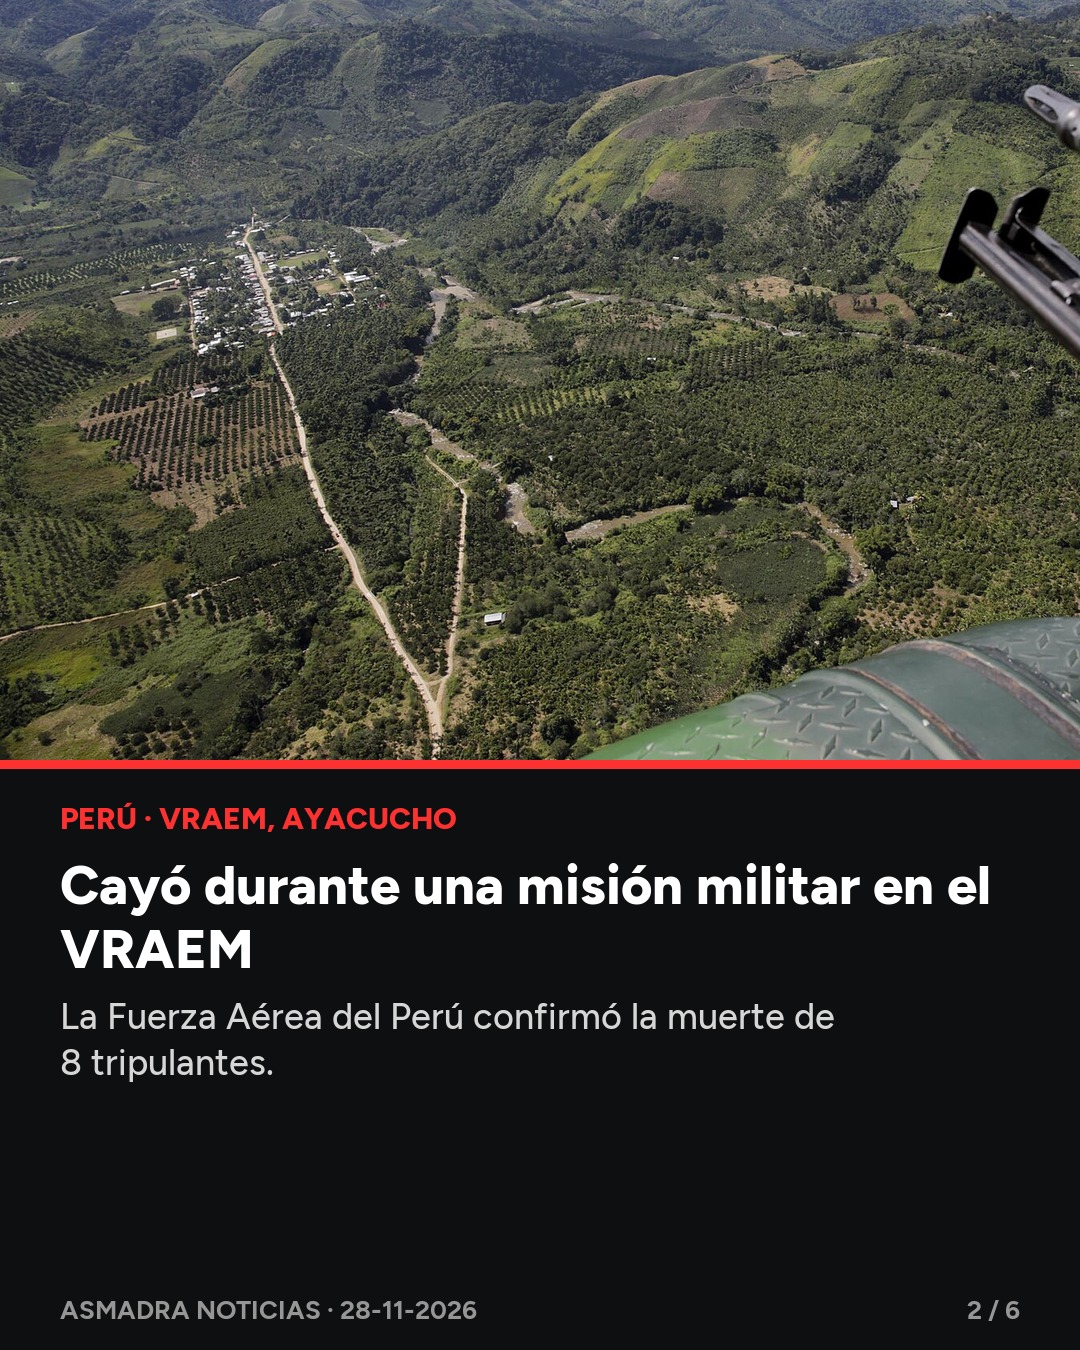 PERÚ · VRAEM, AYACUCHO
Cayó durante una misión militar en el
VRAEM
La Fuerza Aérea del Perú confirmó la muerte de
8 tripulantes.
ASMADRA NOTICIAS · 28-11-2026
2 / 6